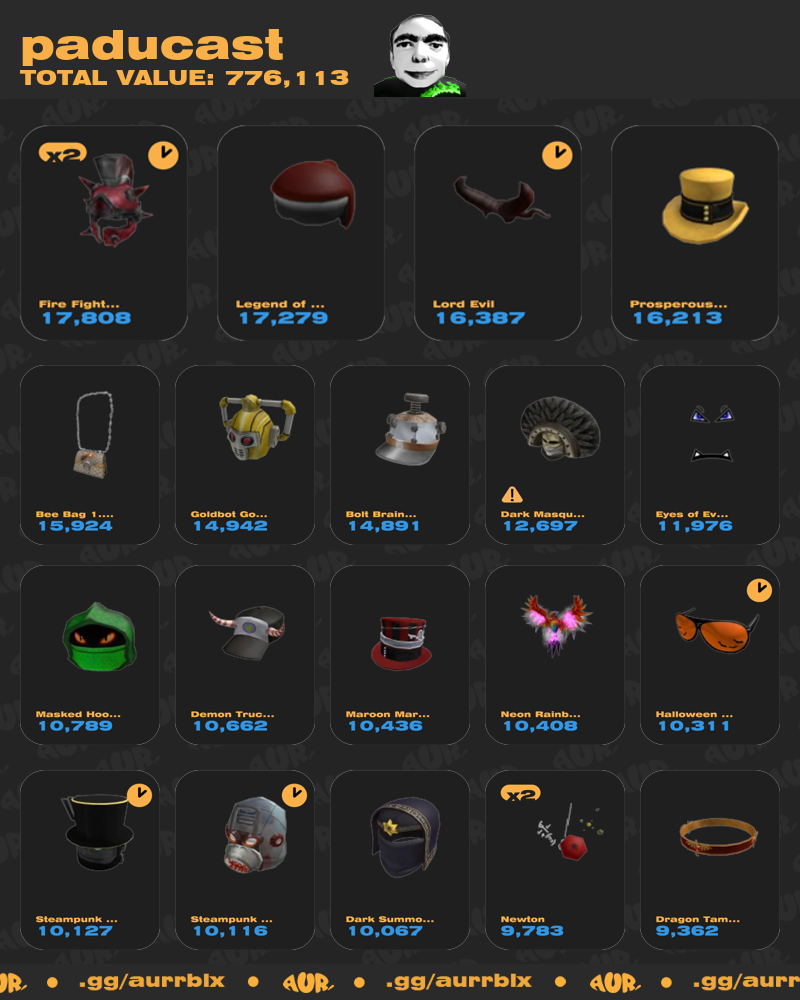 paducast
TOTAL VALUE: 776,113
x2
Fire Fight...
17,808
Legend of ...
17,279
Lord Evil
16,387
Prosperous...
16,213
Bee Bag 1....
15,924
Goldbot Go...
14,942
Bolt Brain...
14,891
Dark Masqu...
12,697
Eyes of Ev...
11,976
Masked Hoo...
10,789
Demon Truc...
10,662
Maroon Mar...
10,436
Neon Rainb...
10,408
Halloween ...
10,311
Steampunk ...
10,127
Steampunk ...
10,116
Dark Summo...
10,067
x2
Newton
9,783
Dragon Tam...
9,362
UR. • .gg/aurrblx • AUR. • .gg/aurrblx • AUR. • .gg/aurr